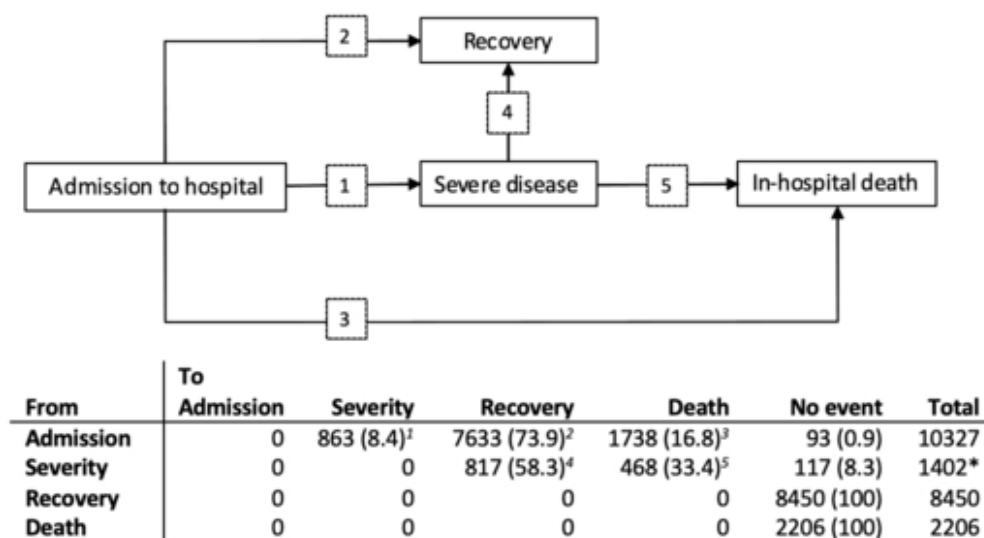 2
Recovery
4
Admission to hospital
1
Severe disease
5
In-hospital death
3
To
From Admission Severity Recovery Death No event Total
Admission 0 863 (8.4)¹ 7633 (73.9)² 1738 (16.8)³ 93 (0.9) 10327
Severity 0 0 817 (58.3)⁴ 468 (33.4)⁵ 117 (8.3) 1402*
Recovery 0 0 0 0 8450 (100) 8450
Death 0 0 0 0 2206 (100) 2206